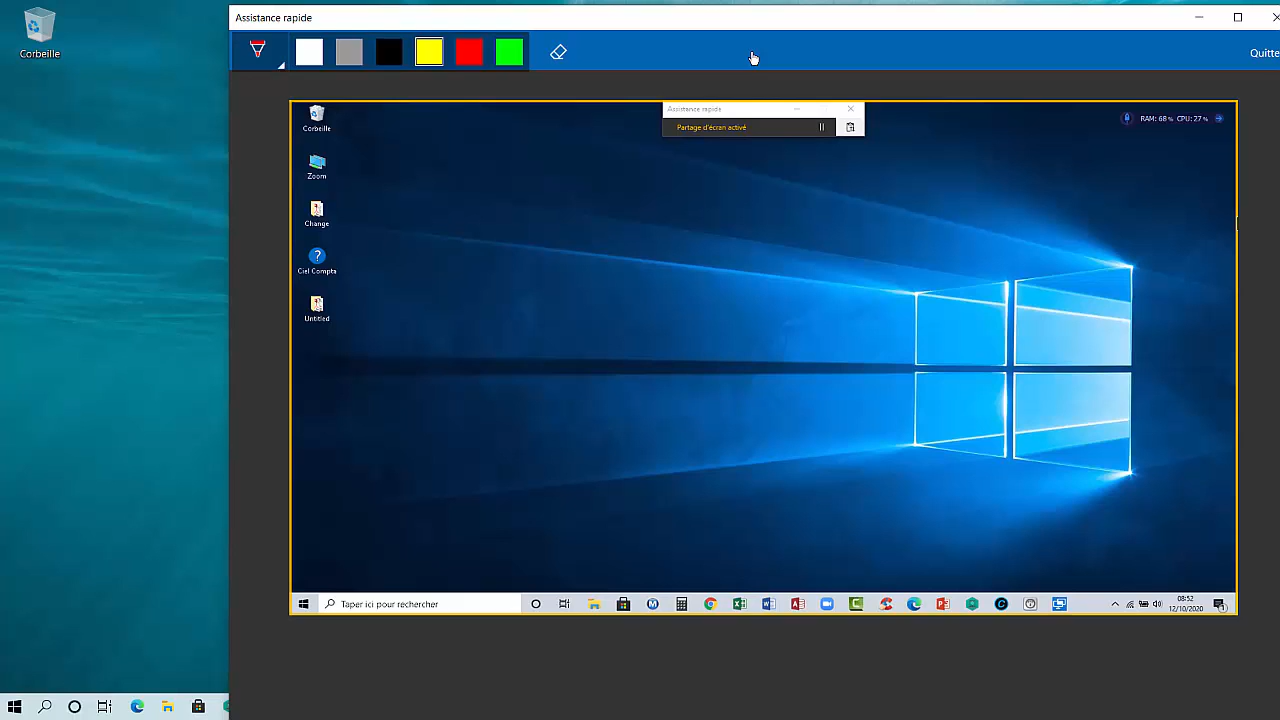 Assistance rapide
Corbeille
Quitte
Corbeille
Assistance rapide
Partage d'écran activé
RAM: 68 % CPU: 27 %
Zoom
Change
Ciel Compta
Untitled
Taper ici pour rechercher
08:52
12/10/2020